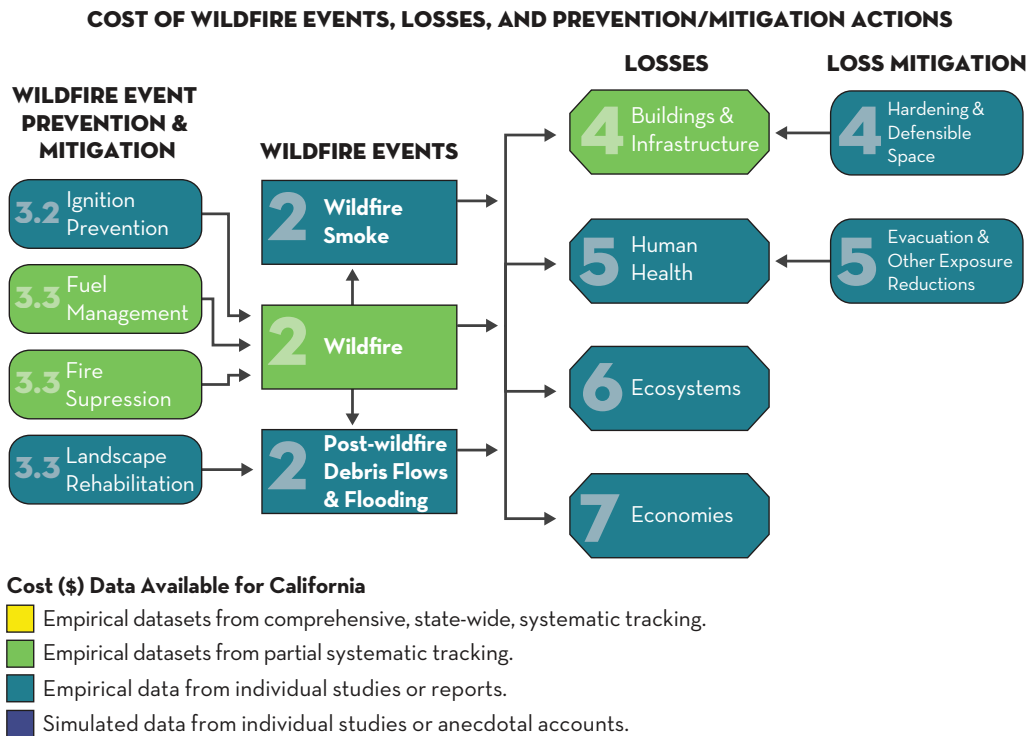 COST OF WILDFIRE EVENTS, LOSSES, AND PREVENTION/MITIGATION ACTIONS
WILDFIRE EVENT
PREVENTION &
MITIGATION
3.2 Ignition
Prevention
3.3 Fuel
Management
3.3 Fire
Supression
3.3 Landscape
Rehabilitation
WILDFIRE EVENTS
2 Wildfire
Smoke
2 Wildfire
2 Post-wildfire
Debris Flows
& Flooding
LOSSES
4 Buildings &
Infrastructure
5 Human
Health
6 Ecosystems
7 Economies
LOSS MITIGATION
4 Hardening &
Defensible
Space
5 Evacuation &
Other Exposure
Reductions
Cost ($) Data Available for California
Empirical datasets from comprehensive, state-wide, systematic tracking.
Empirical datasets from partial systematic tracking.
Empirical data from individual studies or reports.
Simulated data from individual studies or anecdotal accounts.